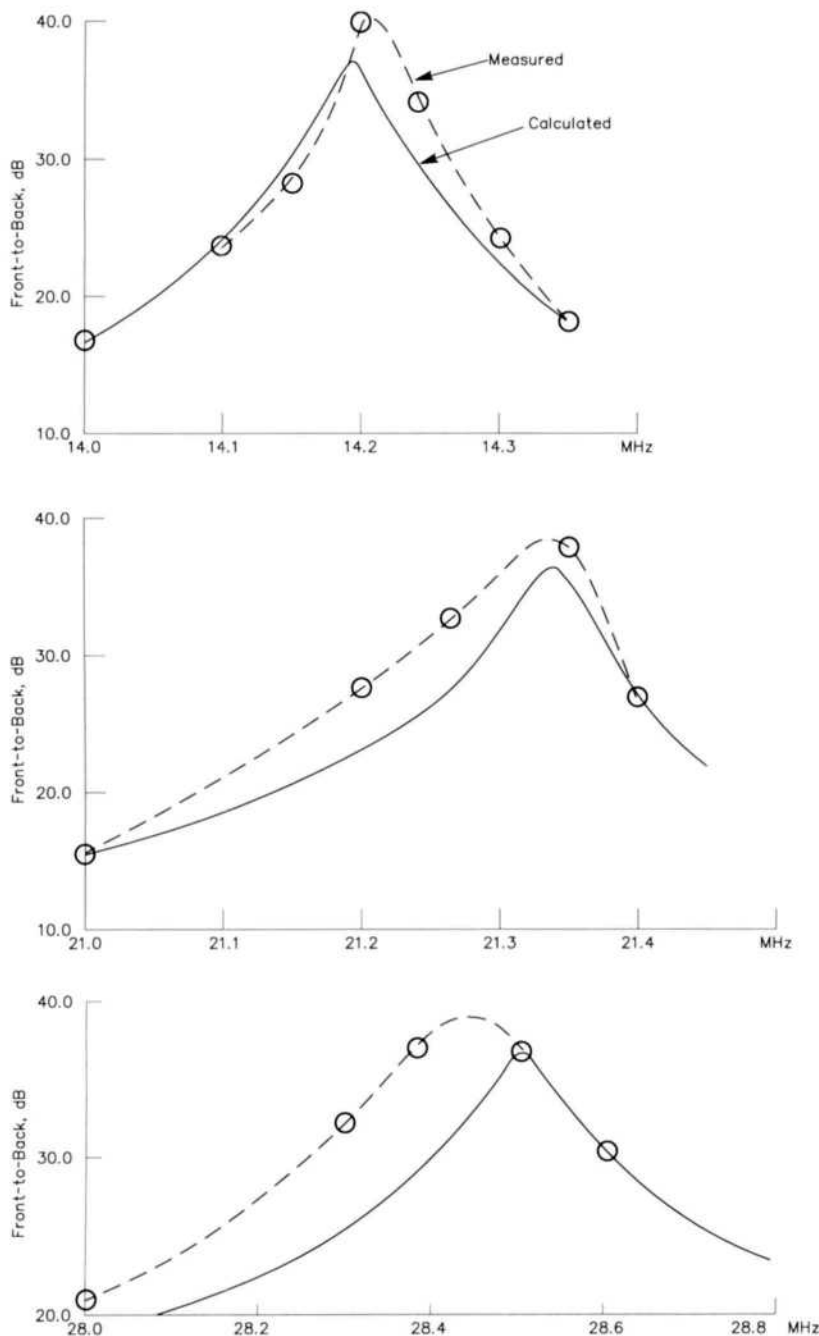 40.0
Measured
Calculated
30.0
Front-to-Back, dB
20.0
10.0
14.0 14.1 14.2 14.3 MHz
40.0
30.0
Front-to-Back, dB
20.0
10.0
21.0 21.1 21.2 21.3 21.4 MHz
40.0
Front-to-Back, dB
30.0
20.0
28.0 28.2 28.4 28.6 28.8 MHz